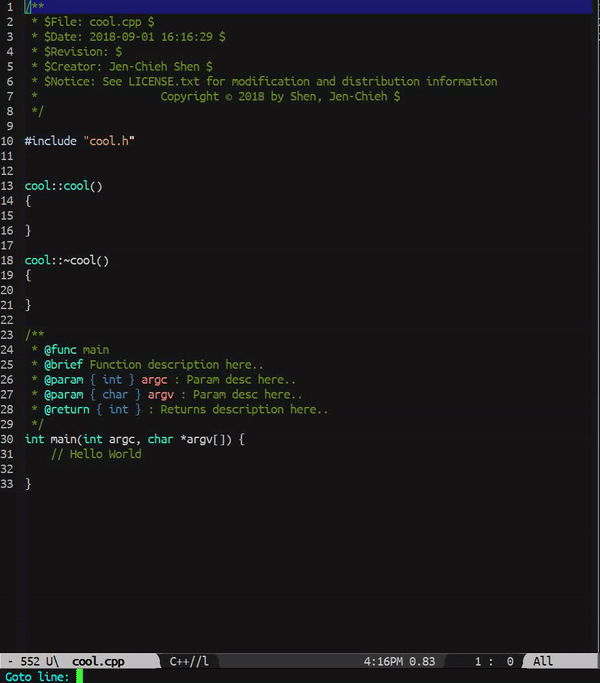 1 /**
2  * $File: cool.cpp $
3  * $Date: 2018-09-01 16:16:29 $
4  * $Revision: $
5  * $Creator: Jen-Chieh Shen $
6  * $Notice: See LICENSE.txt for modification and distribution information
7  *                   Copyright © 2018 by Shen, Jen-Chieh $
8  */
9
10 #include "cool.h"
11
12
13 cool::cool()
14 {
15
16 }
17
18 cool::~cool()
19 {
20
21 }
22
23 /**
24  * @func main
25  * @brief Function description here..
26  * @param { int } argc : Param desc here..
27  * @param { char } argv : Param desc here..
28  * @return { int } : Returns description here..
29  */
30 int main(int argc, char *argv[]) {
31     // Hello World
32
33 }
- 552 U\ cool.cpp C++//l 4:16PM 0.83 1 : 0 All
Goto line: